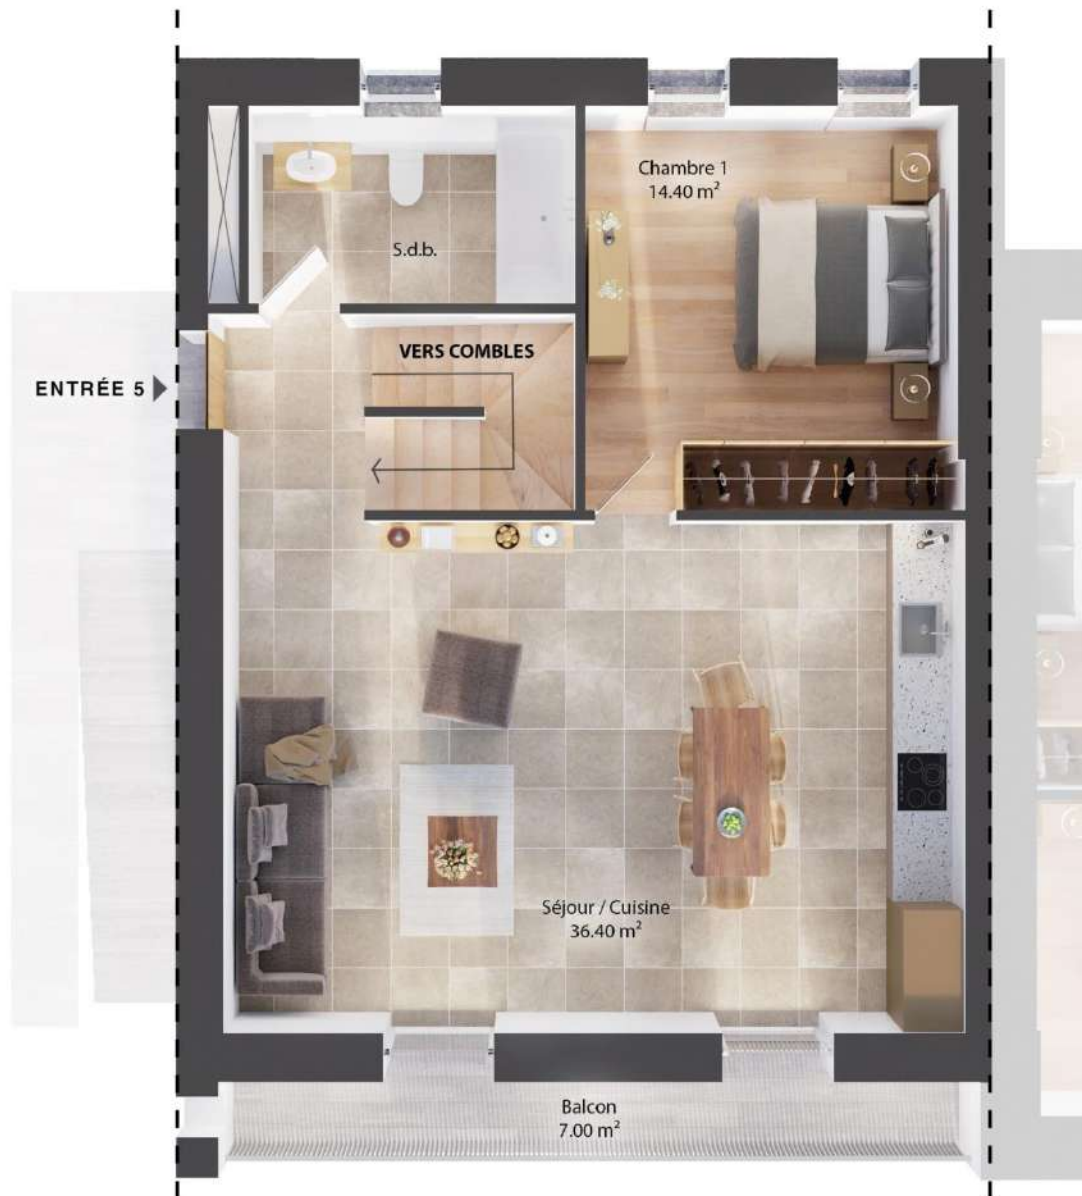 Chambre 1
14.40 m²
S.d.b.
VERS COMBLES
ENTRÉE 5
Séjour / Cuisine
36.40 m²
Balcon
7.00 m²